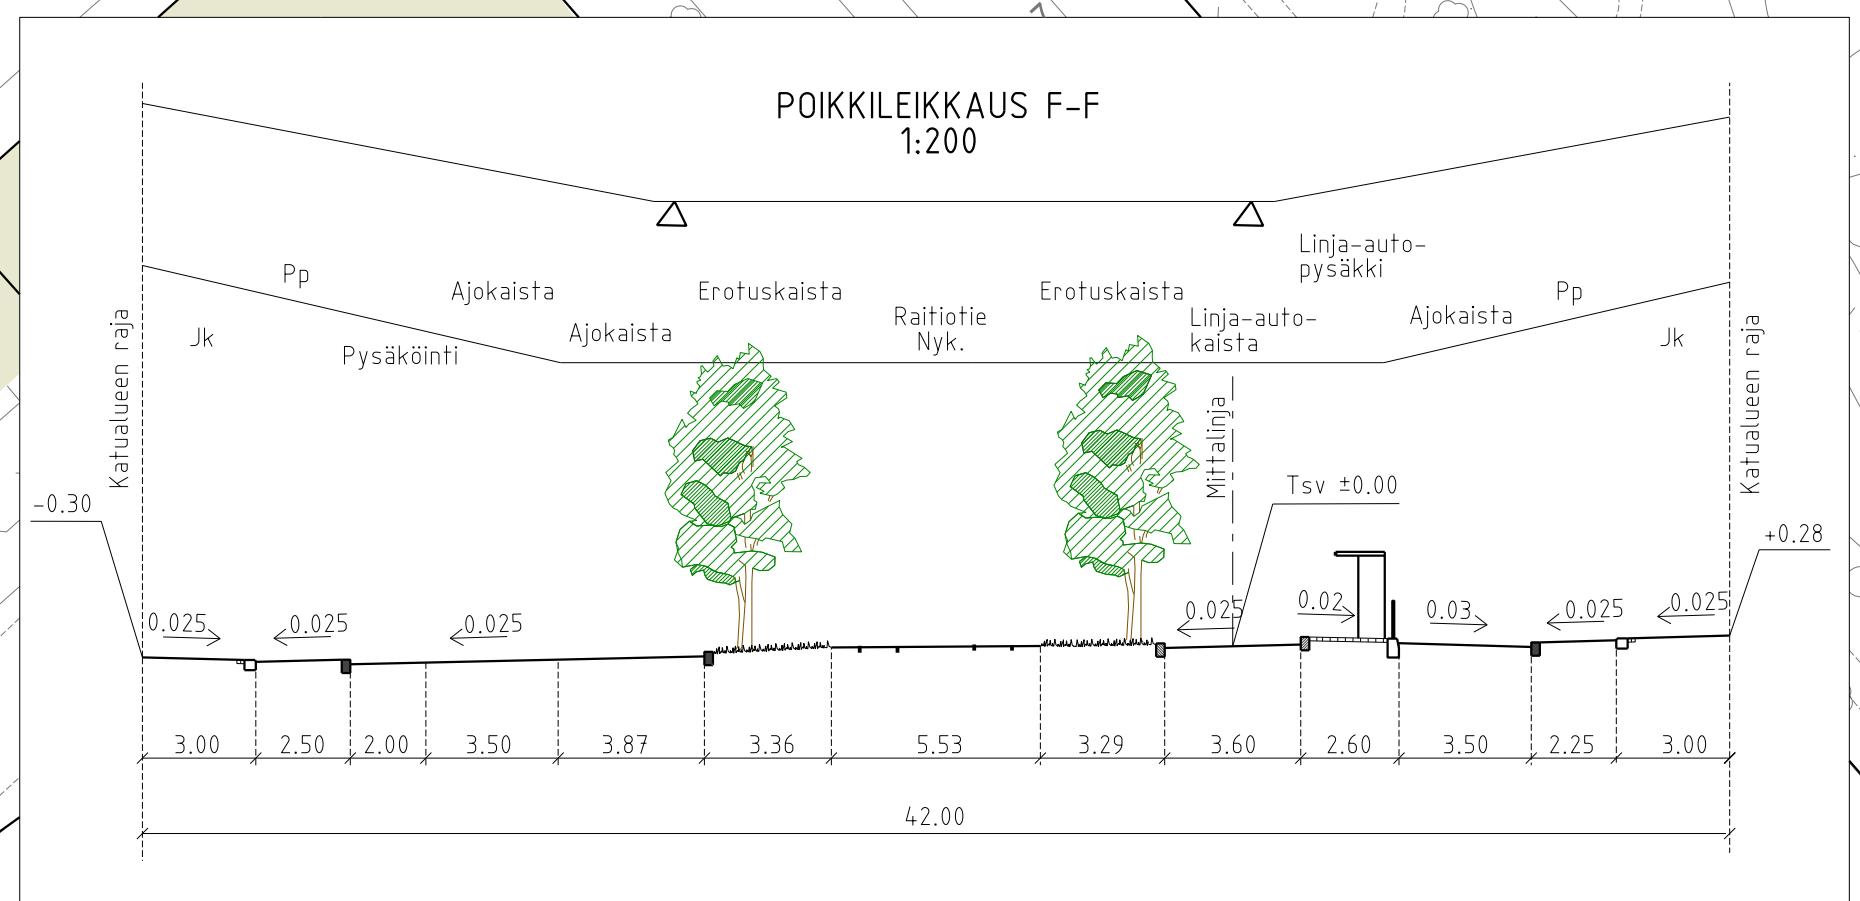 POIKKILEIKKAUS F-F
1:200
Linja-auto-
pysäkki
Pp
Ajokaista
Erotuskaista
Erotuskaista
Pp
Jk
Pysäköinti
Ajokaista
Raitiotie
Nyk.
Linja-auto-
kaista
Ajokaista
Jk
Katualueen raja
Mittalinja
Katualueen raja
-0.30
Tsv ±0.00
+0.28
0.025
0.025
0.025
0.025
0.02
0.03
0.025
0.025
3.00
2.50
2.00
3.50
3.87
3.36
5.53
3.29
3.60
2.60
3.50
2.25
3.00
42.00